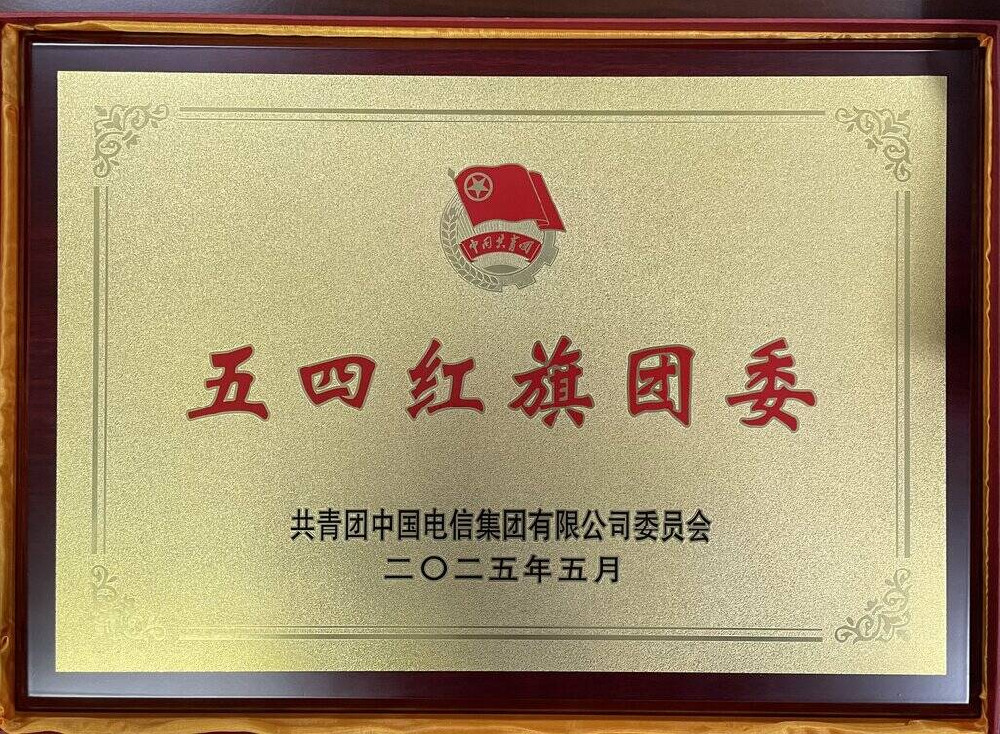 中国共青团
五四红旗团委
共青团中国电信集团有限公司委员会
二〇二五年五月